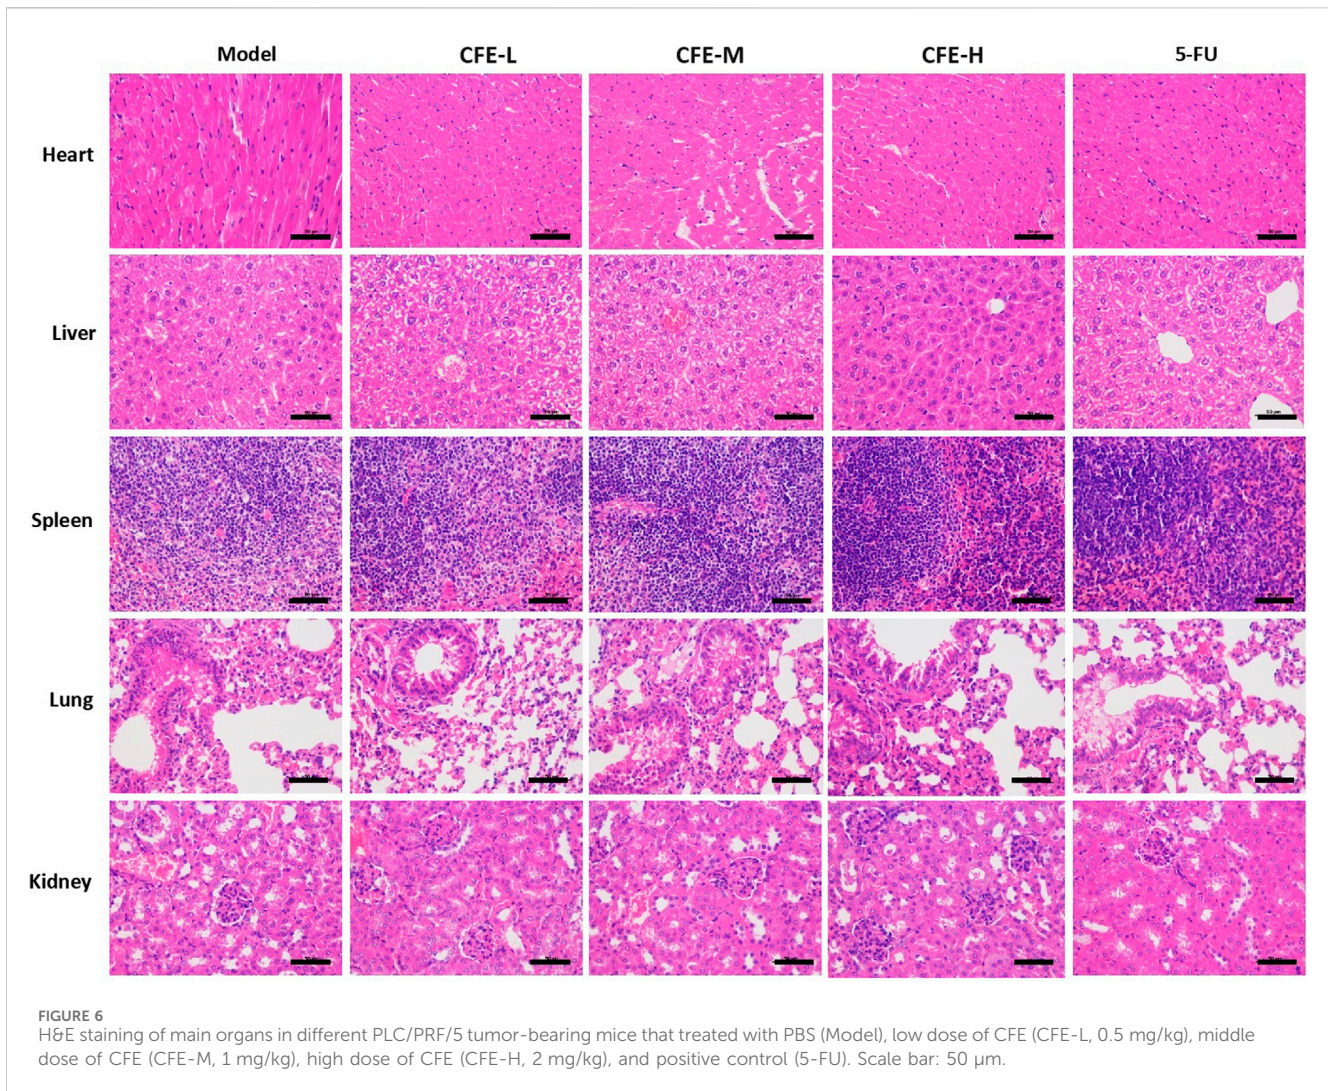 Model CFE-L CFE-M CFE-H 5-FU
Heart
Liver
Spleen
Lung
Kidney
FIGURE 6
H&E staining of main organs in different PLC/PRF/5 tumor-bearing mice that treated with PBS (Model), low dose of CFE (CFE-L, 0.5 mg/kg), middle
dose of CFE (CFE-M, 1 mg/kg), high dose of CFE (CFE-H, 2 mg/kg), and positive control (5-FU). Scale bar: 50 µm.